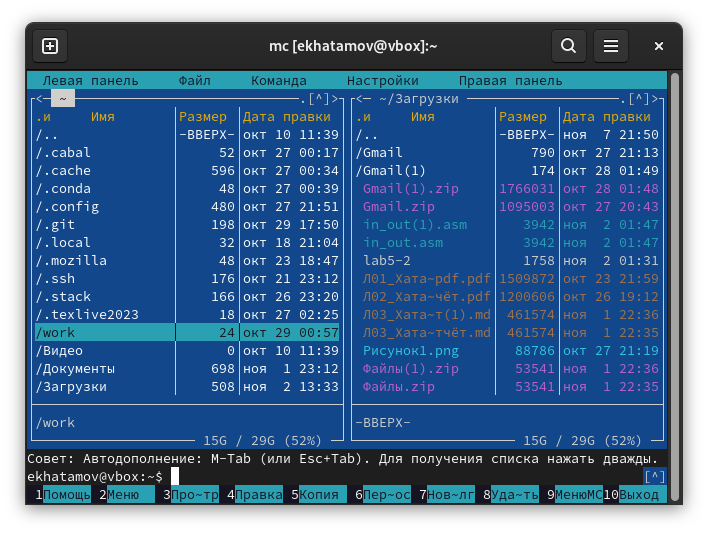 mc [ekhatamov@vbox]:~
Левая панель Файл Команда Настройки Правая панель
<— ~ .[^]> <— ~/Загрузки .[^]>
.и Имя Размер Дата правки .и Имя Размер Дата правки
/.. -ВВЕРХ- окт 10 11:39 /.. -ВВЕРХ- ноя 7 21:50
/.cabal 52 окт 27 00:17 /Gmail 790 окт 27 21:13
/.cache 596 окт 27 00:34 /Gmail(1) 174 окт 28 01:49
/.conda 48 окт 27 00:39 Gmail(1).zip 1766031 окт 28 01:48
/.config 480 окт 27 21:51 Gmail.zip 1095003 окт 27 20:43
/.git 198 окт 29 17:50 in_out(1).asm 3942 ноя 2 01:47
/.local 32 окт 18 21:04 in_out.asm 3942 ноя 2 01:47
/.mozilla 48 окт 23 18:47 lab5-2 1758 ноя 2 01:31
/.ssh 176 окт 21 23:12 Л01_Хата~pdf.pdf 1509872 окт 23 21:59
/.stack 166 окт 26 23:20 Л02_Хата~чёт.pdf 1200606 окт 26 19:12
/.texlive2023 18 окт 27 02:25 Л03_Хата~т(1).md 461574 ноя 1 22:36
/work 24 окт 29 00:57 Л03_Хата~тчёт.md 461574 ноя 1 22:35
/Видео 0 окт 10 11:39 Рисунок1.png 88786 окт 27 21:19
/Документы 698 ноя 1 23:12 Файлы(1).zip 53541 ноя 1 22:36
/Загрузки 508 ноя 2 13:33 Файлы.zip 53541 ноя 1 22:35
/work -ВВЕРХ-
15G / 29G (52%) 15G / 29G (52%)
Совет: Автодополнение: M-Tab (или Esc+Tab). Для получения списка нажать дважды.
ekhatamov@vbox:~$ [^]
1Помощь 2Меню 3Про~тр 4Правка 5Копия 6Пер~ос 7Нов~лг 8Уда~ть 9МенюMC 10Выход